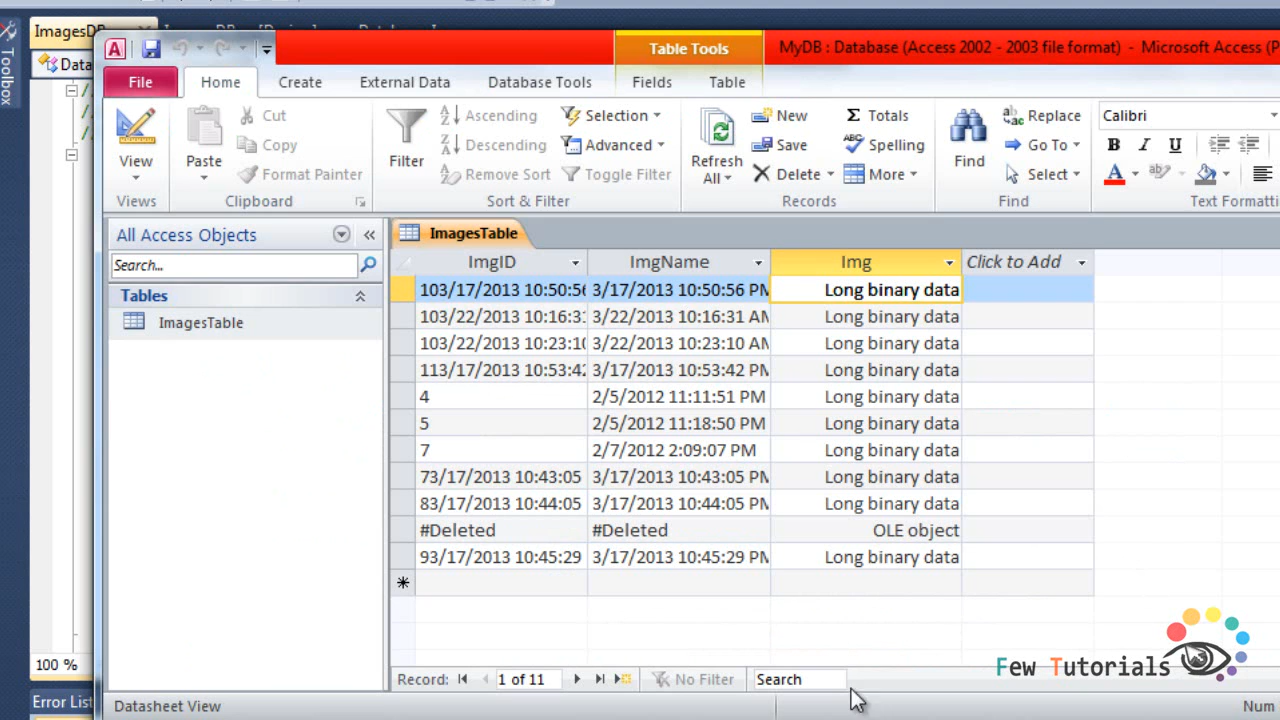 ImagesDB
Toolbox
Data
MyDB : Database (Access 2002 - 2003 file format) - Microsoft Access (P
Table Tools
File Home Create External Data Database Tools Fields Table
View
Views
Paste
Cut
Copy
Format Painter
Clipboard
Filter
Ascending
Descending
Remove Sort
Selection
Advanced
Toggle Filter
Sort & Filter
Refresh
All
New
Save
Delete
Totals
Spelling
More
Records
Find
Replace
Go To
Select
Find
Calibri
B I U
A
Text Formatti
All Access Objects
Search...
Tables
ImagesTable
ImagesTable
ImgID ImgName Img Click to Add
103/17/2013 10:50:56 3/17/2013 10:50:56 PM Long binary data
103/22/2013 10:16:31 3/22/2013 10:16:31 AM Long binary data
103/22/2013 10:23:10 3/22/2013 10:23:10 AM Long binary data
113/17/2013 10:53:42 3/17/2013 10:53:42 PM Long binary data
4 2/5/2012 11:11:51 PM Long binary data
5 2/5/2012 11:18:50 PM Long binary data
7 2/7/2012 2:09:07 PM Long binary data
73/17/2013 10:43:05 3/17/2013 10:43:05 PM Long binary data
83/17/2013 10:44:05 3/17/2013 10:44:05 PM Long binary data
#Deleted #Deleted OLE object
93/17/2013 10:45:29 3/17/2013 10:45:29 PM Long binary data
Few Tutorials
100 %
Record: 1 of 11 No Filter Search
Error List
Datasheet View
Num